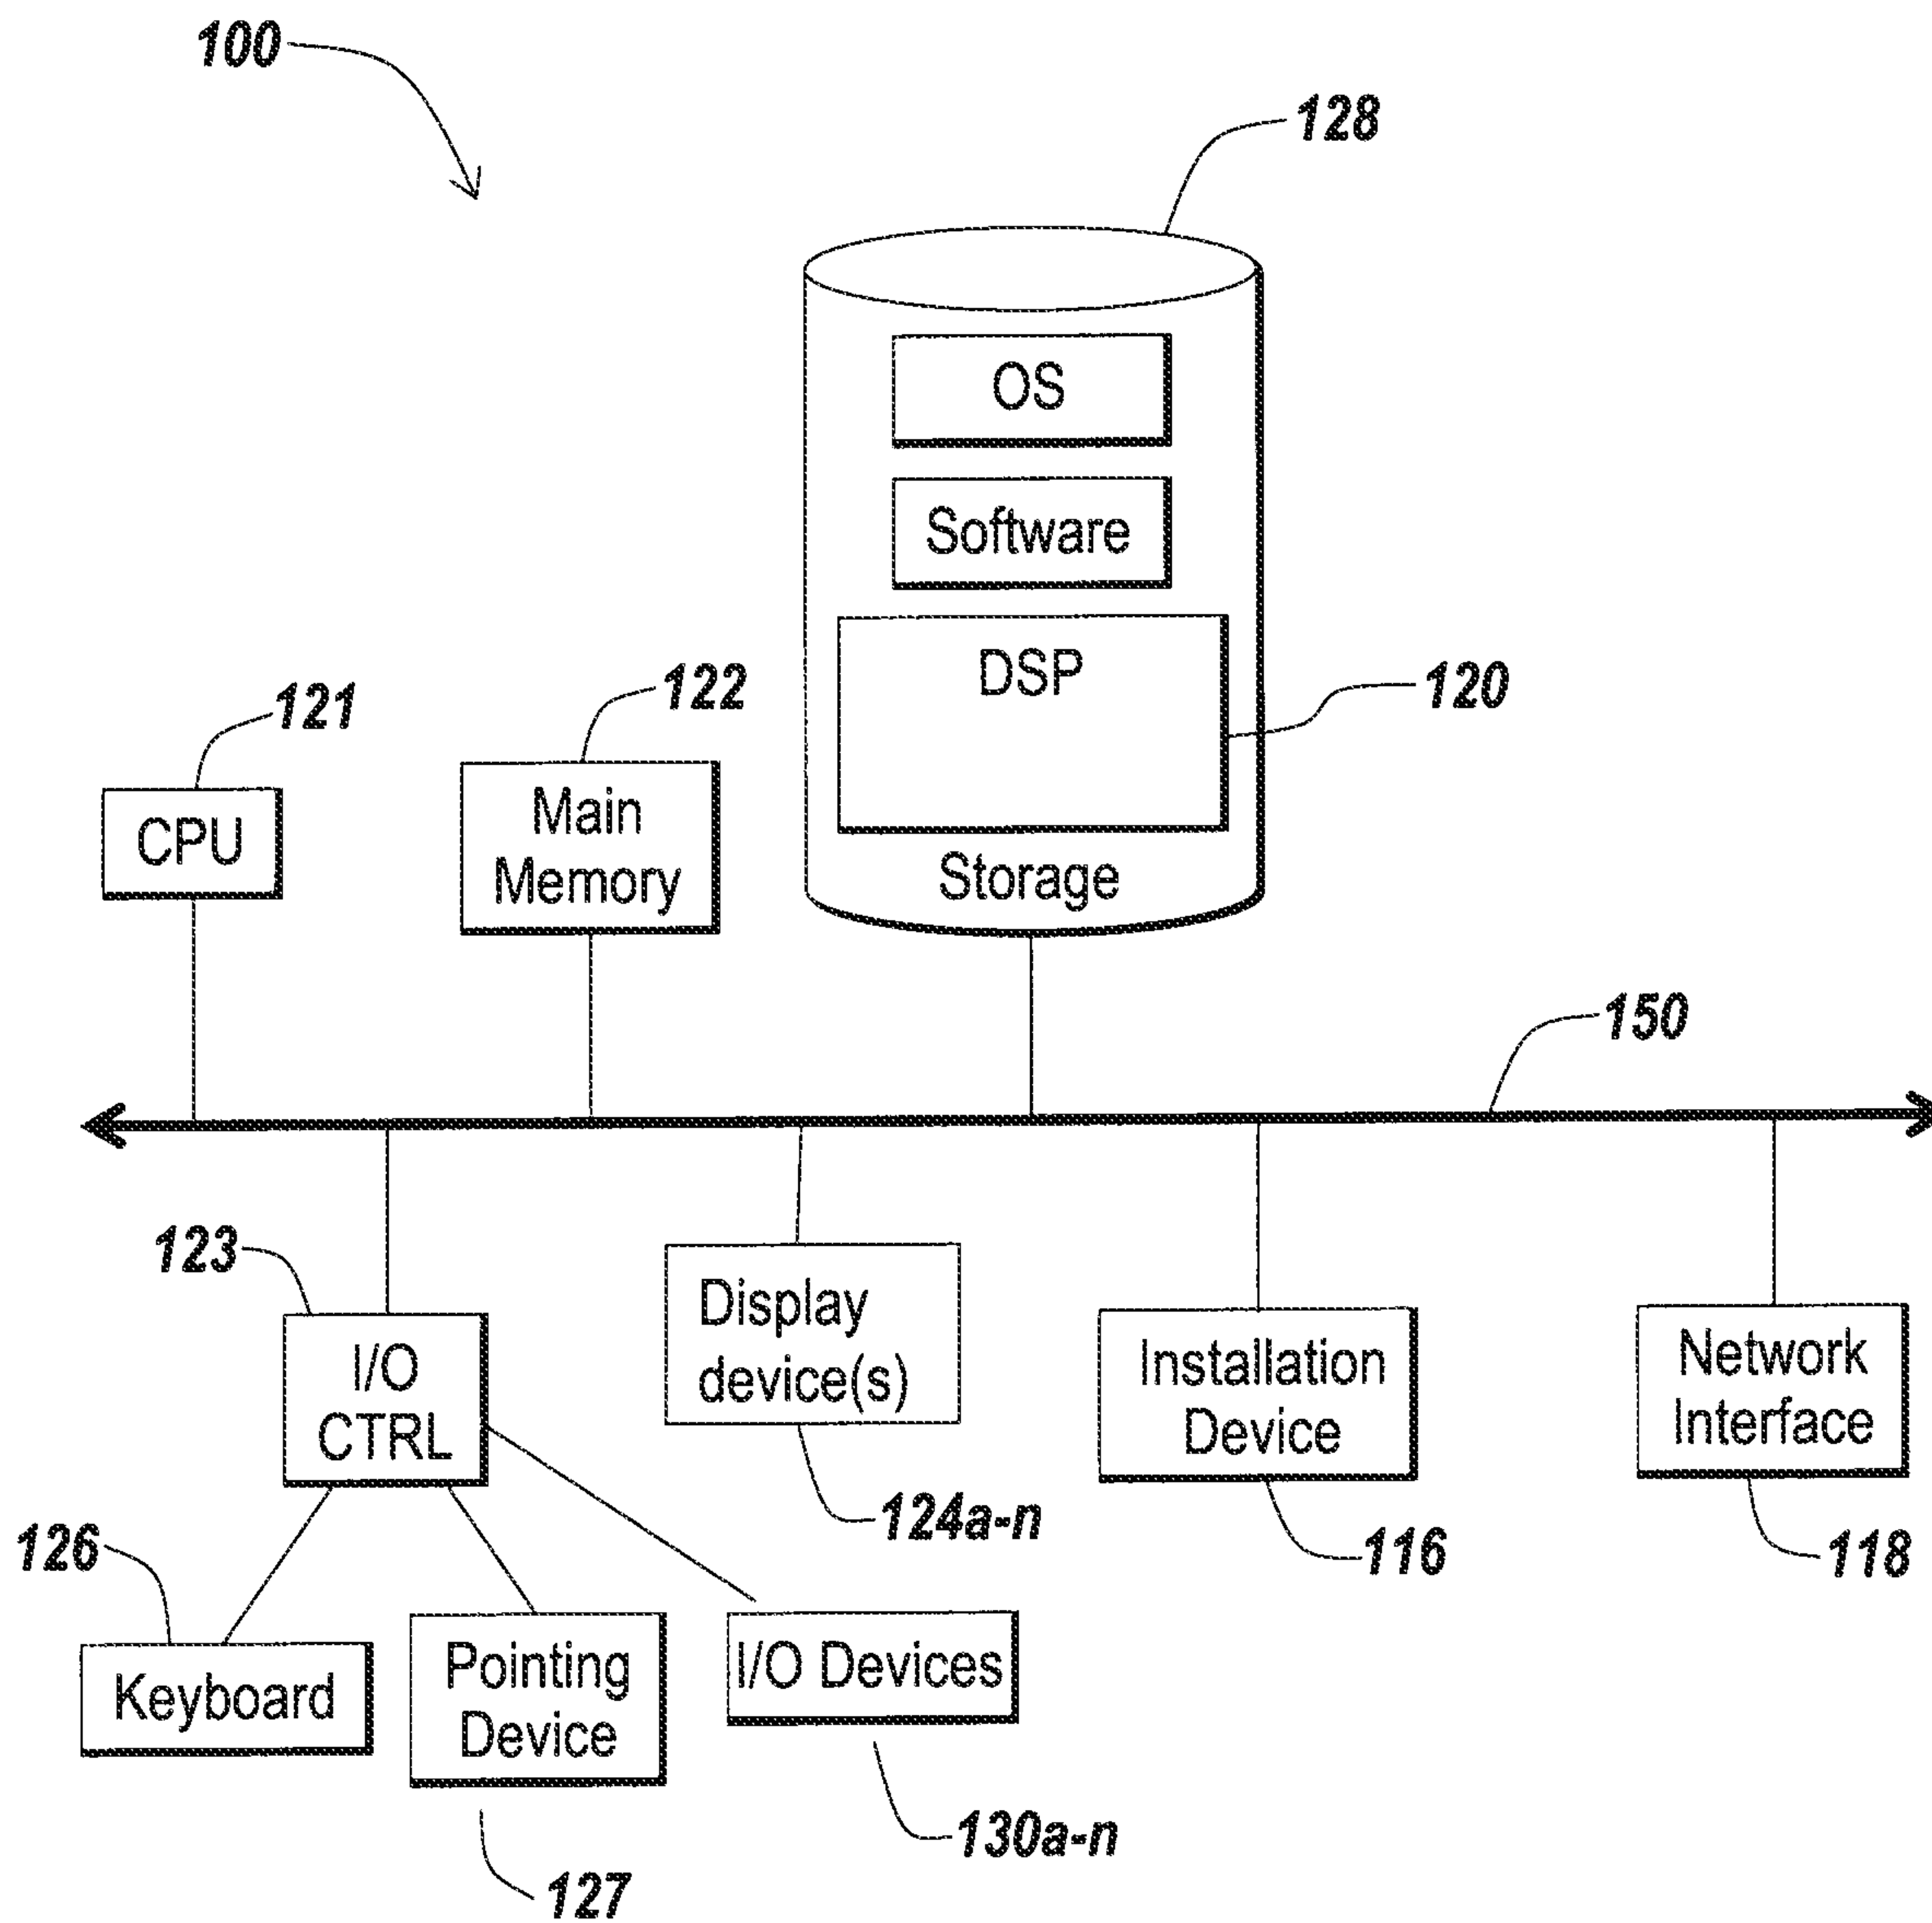 100
128
OS
Software
DSP
120
Storage
121
CPU
122
Main
Memory
150
123
I/O
CTRL
Display
device(s)
124a-n
Installation
Device
116
Network
Interface
118
126
Keyboard
Pointing
Device
127
I/O Devices
130a-n